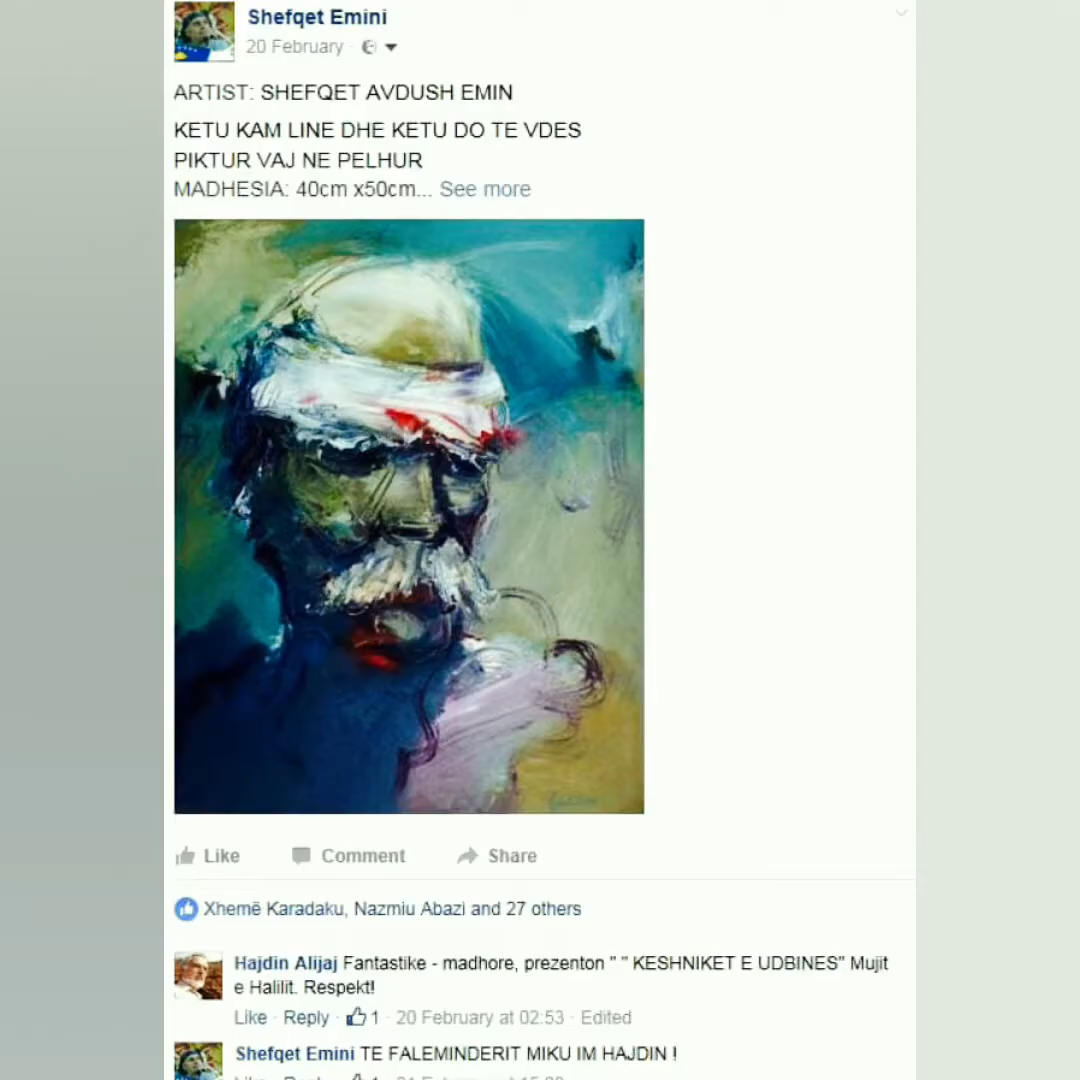 Shefqet Emini
20 February
ARTIST: SHEFQET AVDUSH EMIN
KETU KAM LINE DHE KETU DO TE VDES
PIKTUR VAJ NE PELHUR
MADHESIA: 40cm x50cm... See more
Like Comment Share
Xhemë Karadaku, Nazmiu Abazi and 27 others
Hajdin Alijaj Fantastike - madhore, prezenton " " KESHNIKET E UDBINES" Mujit
e Halilit. Respekt!
Like · Reply · 1 · 20 February at 02:53 · Edited
Shefqet Emini TE FALEMINDERIT MIKU IM HAJDIN !